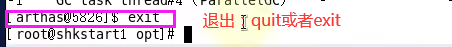 [arthas@5826]$ exit 退出：quit或者exit
[root@shkstart1 opt]#